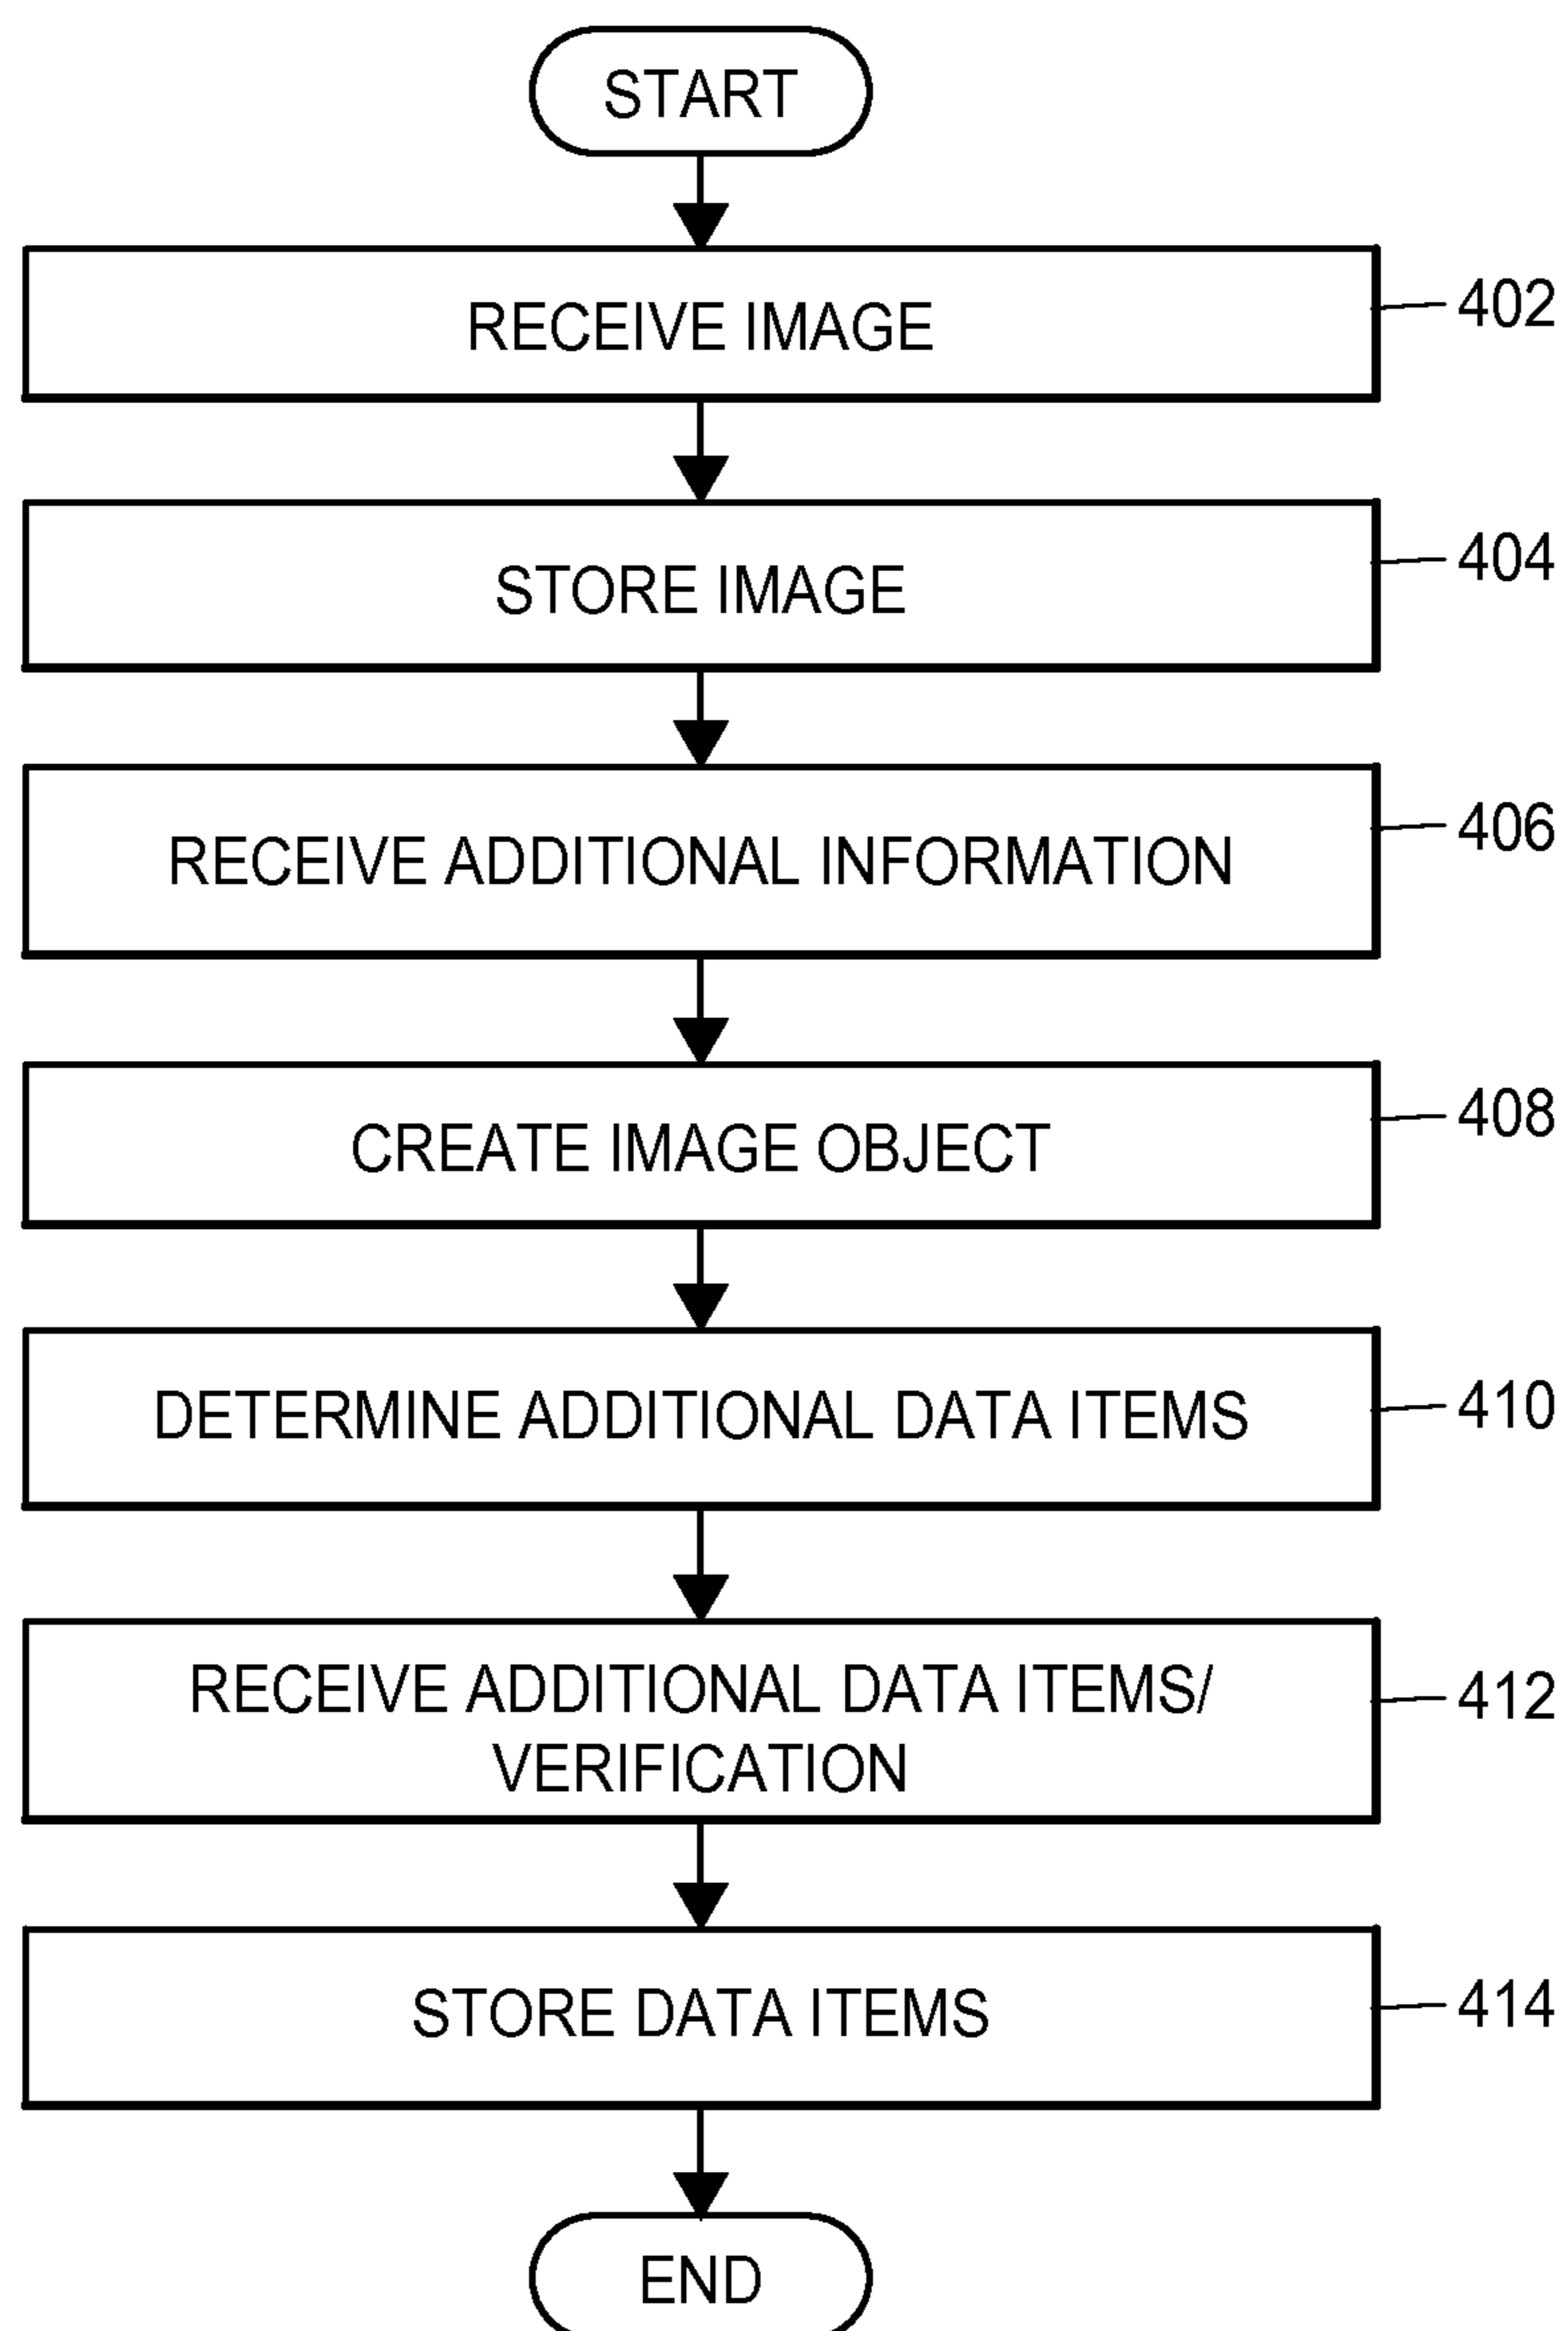 START
RECEIVE IMAGE
402
STORE IMAGE
404
RECEIVE ADDITIONAL INFORMATION
406
CREATE IMAGE OBJECT
408
DETERMINE ADDITIONAL DATA ITEMS
410
RECEIVE ADDITIONAL DATA ITEMS/
VERIFICATION
412
STORE DATA ITEMS
414
END